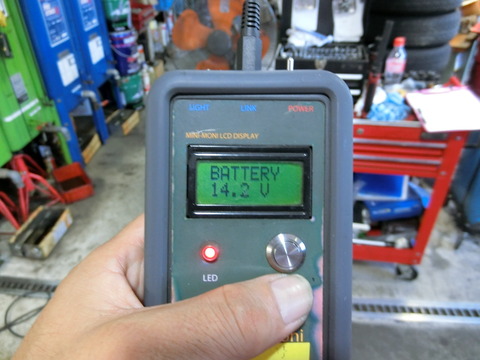 LIGHT LINK POWER
MINI-MONI LCD DISPLAY
BATTERY
14.2 V
LED